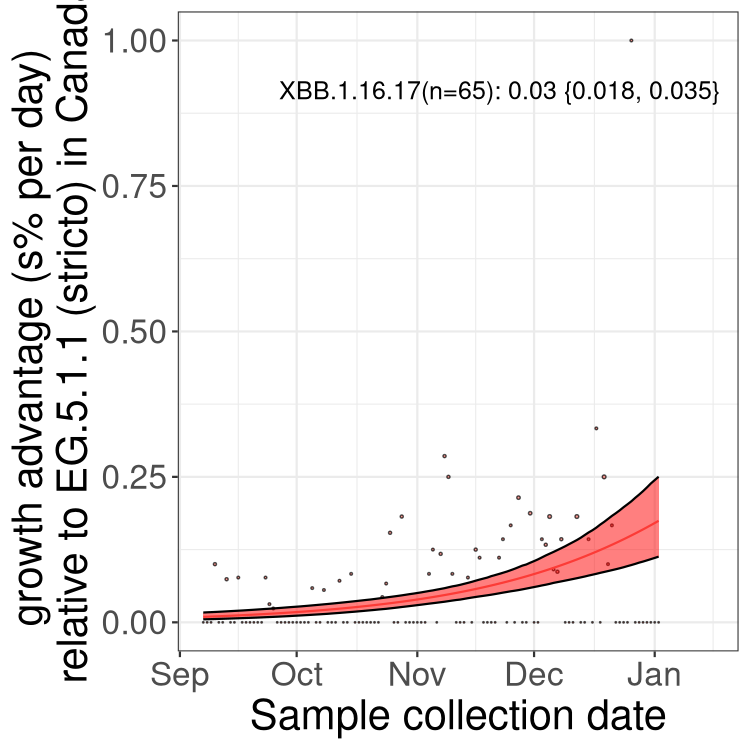 growth advantage (s% per day)
relative to EG.5.1.1 (stricto) in Canada
1.00
0.75
0.50
0.25
0.00
XBB.1.16.17(n=65): 0.03 {0.018, 0.035}
Sep Oct Nov Dec Jan
Sample collection date